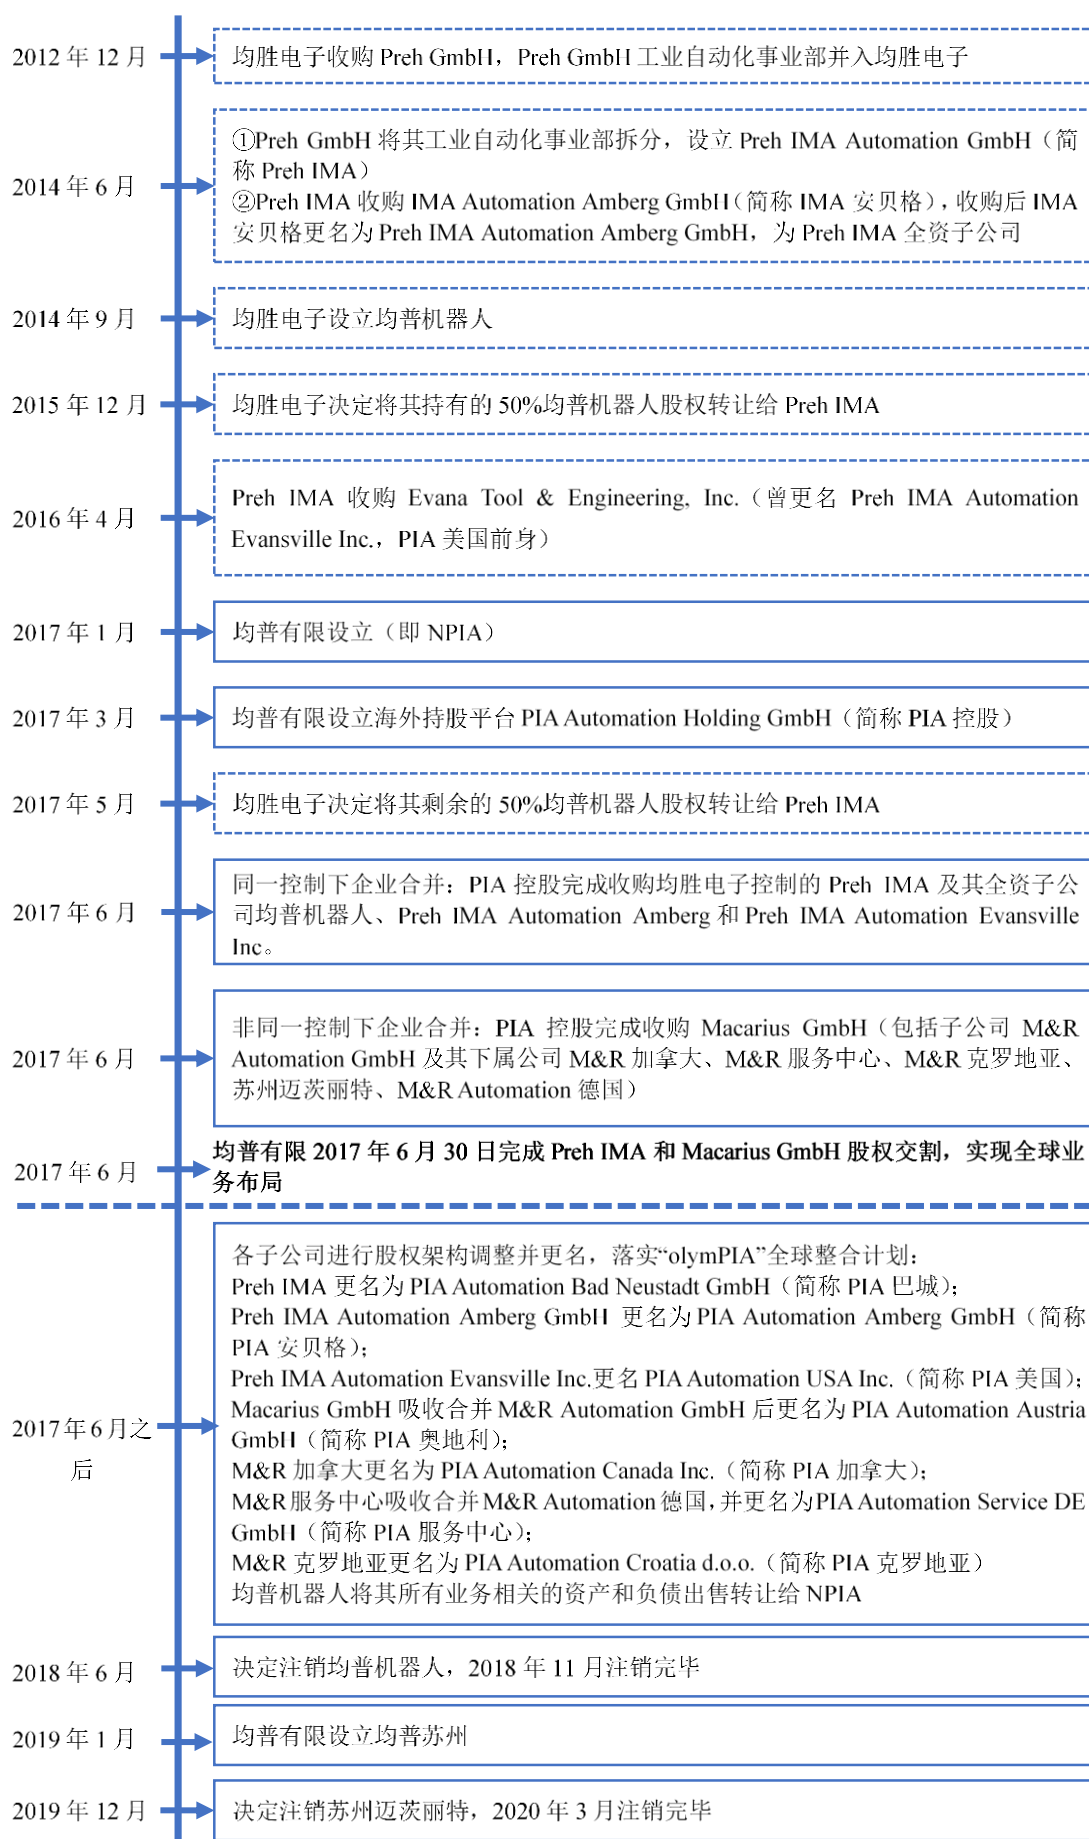 2012 年 12 月
均胜电子收购 Preh GmbH，Preh GmbH 工业自动化事业部并入均胜电子
2014 年 6 月
①Preh GmbH 将其工业自动化事业部拆分，设立 Preh IMA Automation GmbH（简
称 Preh IMA）
②Preh IMA 收购 IMA Automation Amberg GmbH（简称 IMA 安贝格），收购后 IMA
安贝格更名为 Preh IMA Automation Amberg GmbH，为 Preh IMA 全资子公司
2014 年 9 月
均胜电子设立均普机器人
2015 年 12 月
均胜电子决定将其持有的 50%均普机器人股权转让给 Preh IMA
2016 年 4 月
Preh IMA 收购 Evana Tool & Engineering, Inc.（曾更名 Preh IMA Automation
Evansville Inc.，PIA 美国前身）
2017 年 1 月
均普有限设立（即 NPIA）
2017 年 3 月
均普有限设立海外持股平台 PIA Automation Holding GmbH（简称 PIA 控股）
2017 年 5 月
均胜电子决定将其剩余的 50%均普机器人股权转让给 Preh IMA
2017 年 6 月
同一控制下企业合并：PIA 控股完成收购均胜电子控制的 Preh IMA 及其全资子公
司均普机器人、Preh IMA Automation Amberg 和 Preh IMA Automation Evansville
Inc。
2017 年 6 月
非同一控制下企业合并：PIA 控股完成收购 Macarius GmbH（包括子公司 M&R
Automation GmbH 及其下属公司 M&R 加拿大、M&R 服务中心、M&R 克罗地亚、
苏州迈茨丽特、M&R Automation 德国）
2017 年 6 月
均普有限 2017 年 6 月 30 日完成 Preh IMA 和 Macarius GmbH 股权交割，实现全球业
务布局
2017 年 6 月之
后
各子公司进行股权架构调整并更名，落实“olymPIA”全球整合计划：
Preh IMA 更名为 PIA Automation Bad Neustadt GmbH（简称 PIA 巴城）；
Preh IMA Automation Amberg GmbH 更名为 PIA Automation Amberg GmbH（简称
PIA 安贝格）；
Preh IMA Automation Evansville Inc.更名 PIA Automation USA Inc.（简称 PIA 美国）；
Macarius GmbH 吸收合并 M&R Automation GmbH 后更名为 PIA Automation Austria
GmbH（简称 PIA 奥地利）；
M&R 加拿大更名为 PIA Automation Canada Inc.（简称 PIA 加拿大）；
M&R 服务中心吸收合并 M&R Automation 德国，并更名为 PIA Automation Service DE
GmbH（简称 PIA 服务中心）；
M&R 克罗地亚更名为 PIA Automation Croatia d.o.o.（简称 PIA 克罗地亚）
均普机器人将其所有业务相关的资产和负债出售转让给 NPIA
2018 年 6 月
决定注销均普机器人，2018 年 11 月注销完毕
2019 年 1 月
均普有限设立均普苏州
2019 年 12 月
决定注销苏州迈茨丽特，2020 年 3 月注销完毕